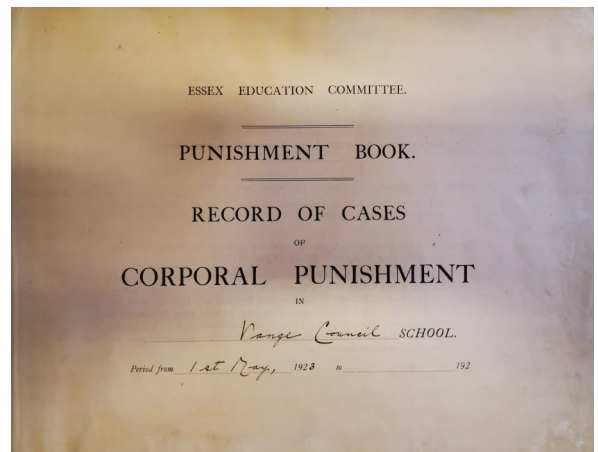 ESSEX EDUCATION COMMITTEE.
PUNISHMENT BOOK.
RECORD OF CASES
OF
CORPORAL PUNISHMENT
IN
Vange Council SCHOOL.
Period from 1st May, 1923 to 192